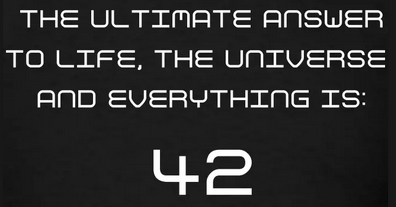 THE ULTIMATE ANSWER
TO LIFE, THE UNIVERSE
AND EVERYTHING IS:
42